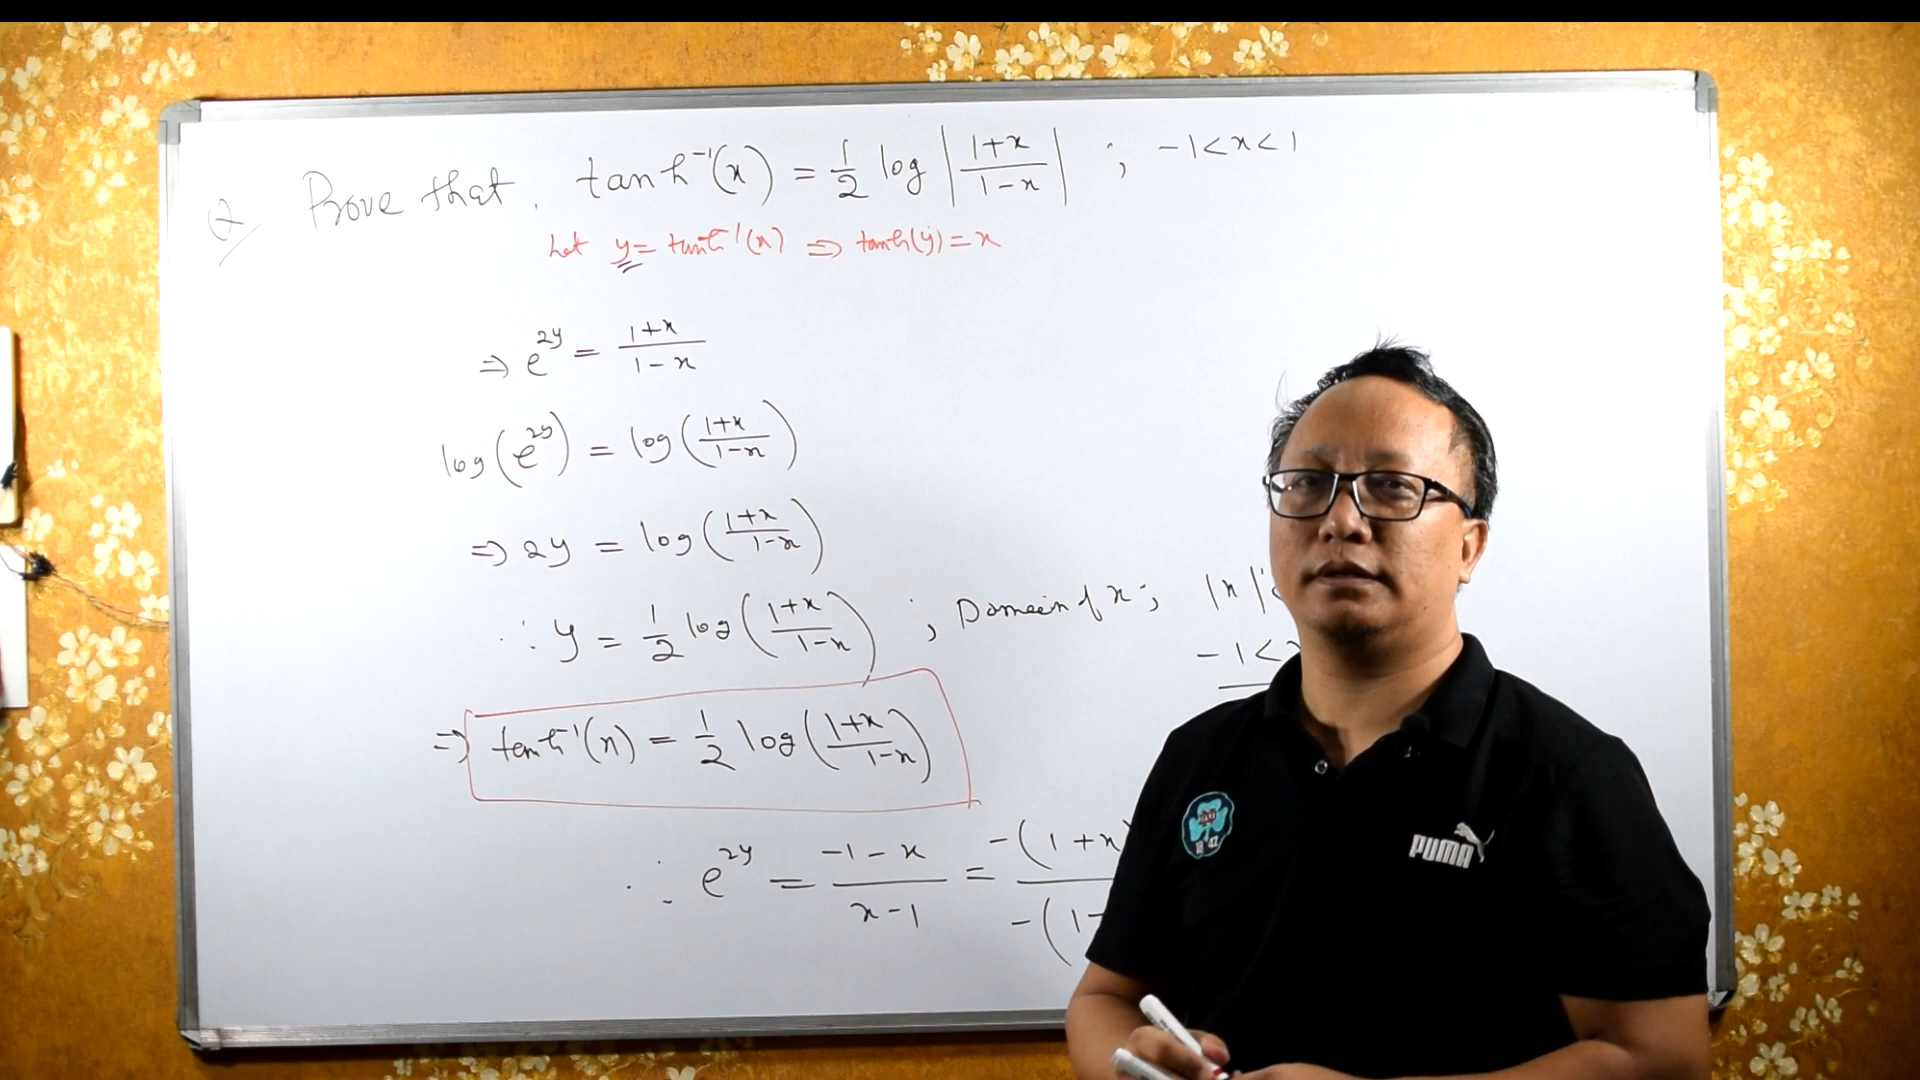 Q Prove that. tanh⁻¹(x) = 1/2 log |1+x / 1-x| ; -1<x<1
Let y = tanh⁻¹(x) ⇒ tanh(y) = x
⇒ e^2y = 1+x / 1-x
log(e^2y) = log(1+x / 1-x)
⇒ 2y = log(1+x / 1-x)
∴ y = 1/2 log(1+x / 1-x) ; Domain of x ; |x|
-1<
⇒ tanh⁻¹(x) = 1/2 log(1+x / 1-x)
∴ e^2y = -1-x / x-1 = -(1+x) / -(1-
PUMA